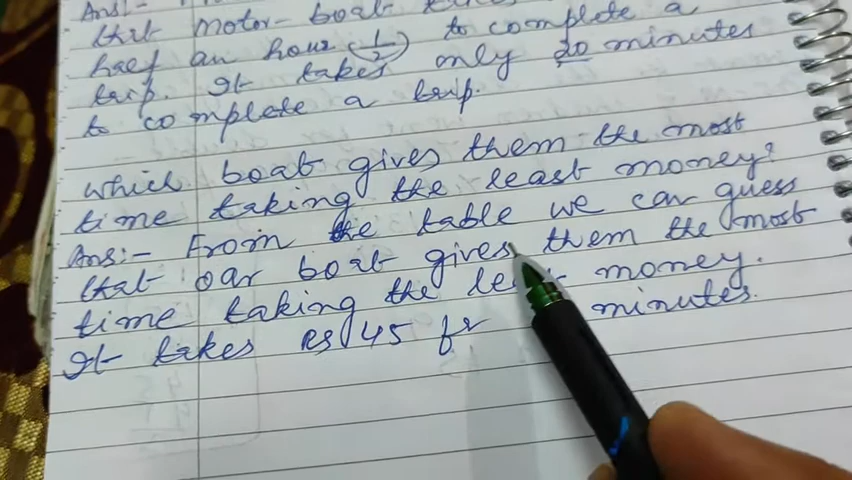 Ans:-
that motor-boat takes
half an hour (1/2) to complete a
trip. It takes only 20 minutes
to complete a trip.
Which boat gives them the most
time taking the least money?
Ans:- From the table we can guess
that oar boat gives them the most
time taking the money.
It takes RS 45 fr minutes.